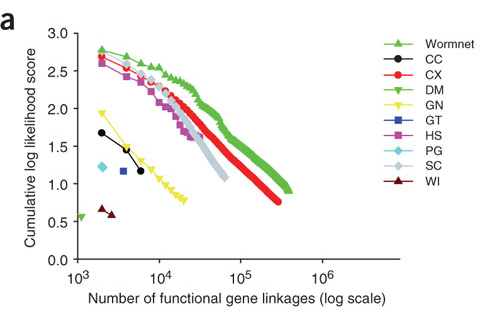 a
3.0
2.5
2.0
1.5
1.0
0.5
0.0
Cumulative log likelihood score
10³
10⁴
10⁵
10⁶
Number of functional gene linkages (log scale)
Wormnet
CC
CX
DM
GN
GT
HS
PG
SC
WI